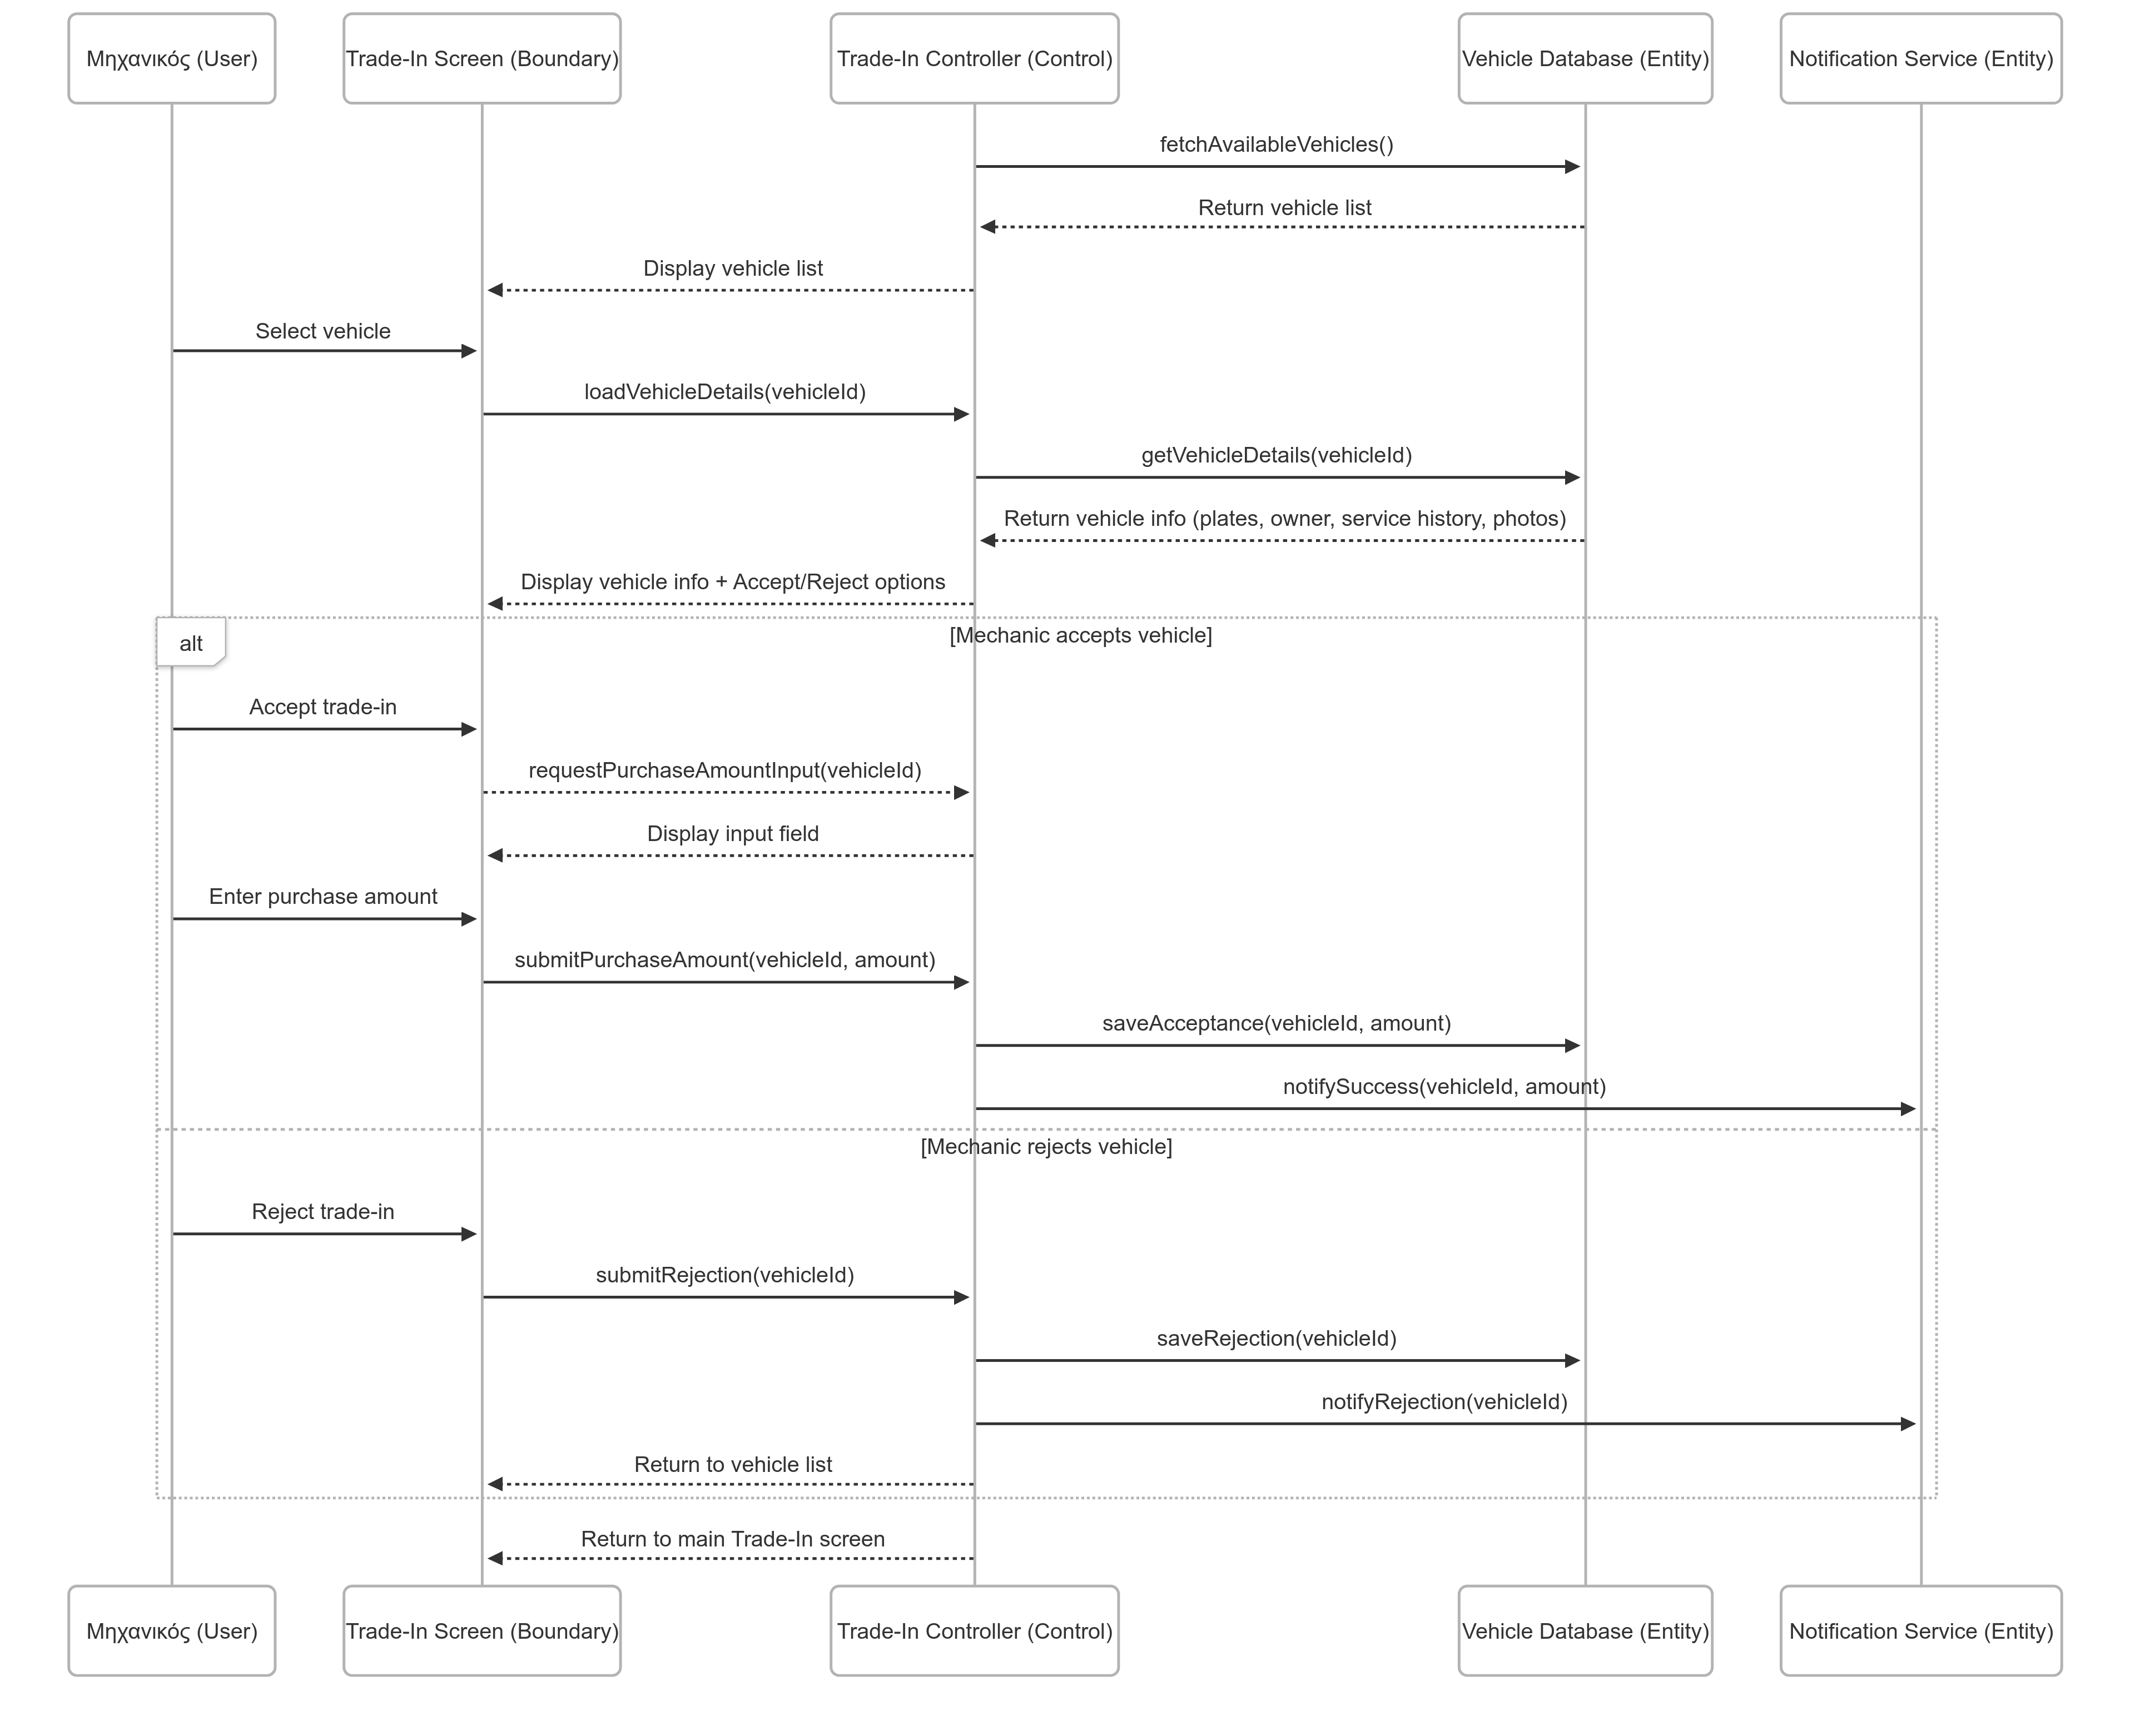 Μηχανικός (User)
Trade-In Screen (Boundary)
Trade-In Controller (Control)
Vehicle Database (Entity)
Notification Service (Entity)
fetchAvailableVehicles()
Return vehicle list
Display vehicle list
Select vehicle
loadVehicleDetails(vehicleId)
getVehicleDetails(vehicleId)
Return vehicle info (plates, owner, service history, photos)
Display vehicle info + Accept/Reject options
alt
[Mechanic accepts vehicle]
Accept trade-in
requestPurchaseAmountInput(vehicleId)
Display input field
Enter purchase amount
submitPurchaseAmount(vehicleId, amount)
saveAcceptance(vehicleId, amount)
notifySuccess(vehicleId, amount)
[Mechanic rejects vehicle]
Reject trade-in
submitRejection(vehicleId)
saveRejection(vehicleId)
notifyRejection(vehicleId)
Return to vehicle list
Return to main Trade-In screen
Μηχανικός (User)
Trade-In Screen (Boundary)
Trade-In Controller (Control)
Vehicle Database (Entity)
Notification Service (Entity)